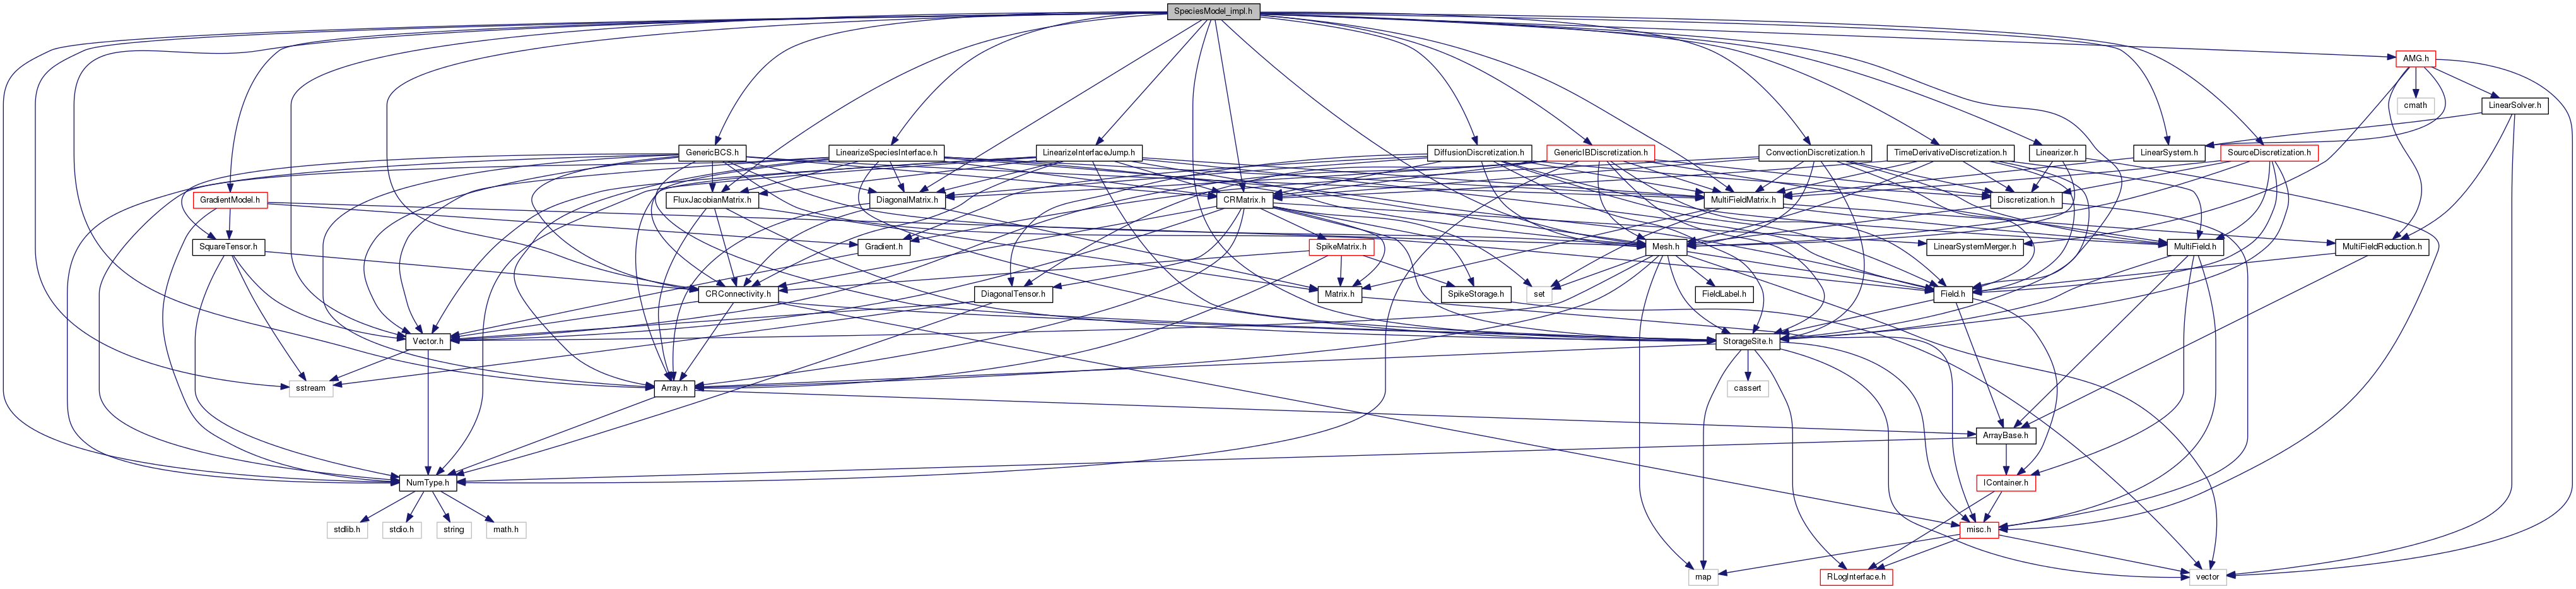 SpeciesModel_impl.h
AMG.h
cmath
LinearSolver.h
GenericBCS.h
LinearizeSpeciesInterface.h
LinearizeInterfaceJump.h
DiffusionDiscretization.h
GenericIBDiscretization.h
ConvectionDiscretization.h
TimeDerivativeDiscretization.h
Linearizer.h
LinearSystem.h
SourceDiscretization.h
GradientModel.h
FluxJacobianMatrix.h
DiagonalMatrix.h
CRMatrix.h
MultiFieldMatrix.h
Discretization.h
SquareTensor.h
Gradient.h
SpikeMatrix.h
Mesh.h
LinearSystemMerger.h
MultiField.h
MultiFieldReduction.h
CRConnectivity.h
DiagonalTensor.h
Matrix.h
SpikeStorage.h
set
FieldLabel.h
Field.h
Vector.h
StorageSite.h
sstream
Array.h
cassert
ArrayBase.h
NumType.h
IContainer.h
stdlib.h
stdio.h
string
math.h
misc.h
map
RLogInterface.h
vector